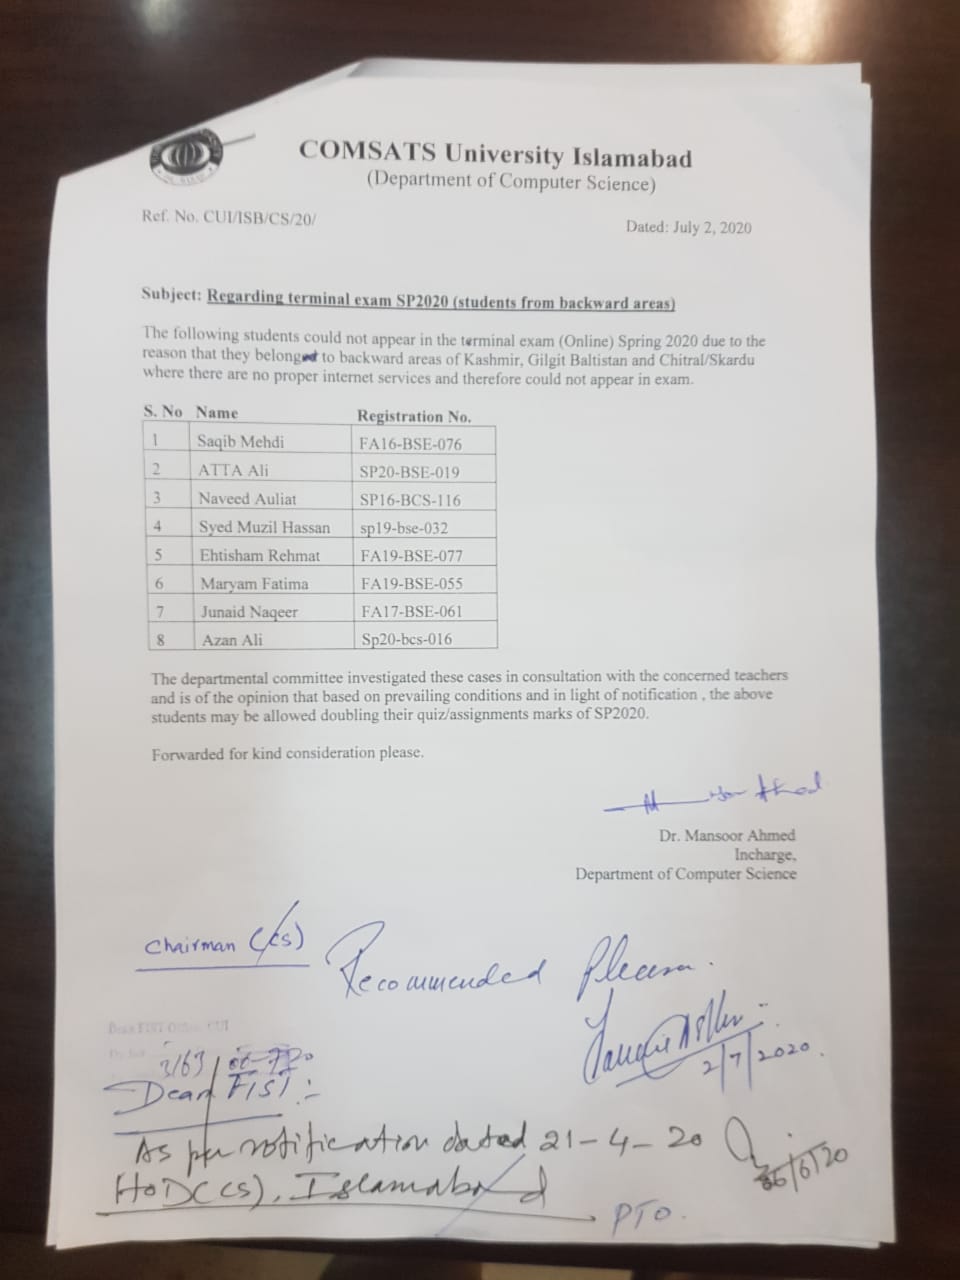 COMSATS University Islamabad
(Department of Computer Science)
Ref. No. CUI/ISB/CS/20/
Dated: July 2, 2020
Subject: Regarding terminal exam SP2020 (students from backward areas)
The following students could not appear in the terminal exam (Online) Spring 2020 due to the
reason that they belonged to backward areas of Kashmir, Gilgit Baltistan and Chitral/Skardu
where there are no proper internet services and therefore could not appear in exam.
S. No Name Registration No.
1 Saqib Mehdi FA16-BSE-076
2 ATTA Ali SP20-BSE-019
3 Naveed Auliat SP16-BCS-116
4 Syed Muzil Hassan sp19-bse-032
5 Ehtisham Rehmat FA19-BSE-077
6 Maryam Fatima FA19-BSE-055
7 Junaid Naqeer FA17-BSE-061
8 Azan Ali Sp20-bcs-016
The departmental committee investigated these cases in consultation with the concerned teachers
and is of the opinion that based on prevailing conditions and in light of notification , the above
students may be allowed doubling their quiz/assignments marks of SP2020.
Forwarded for kind consideration please.
Dr. Mansoor Ahmed
Incharge,
Department of Computer Science
Chairman (CS)
Recommended Please.
2/7/2020.
Dean FIST Office, CUI
3/63
Dean FIST :-
As per notification dated 21-4-20
HoD(CS), Islamabad
PTO.